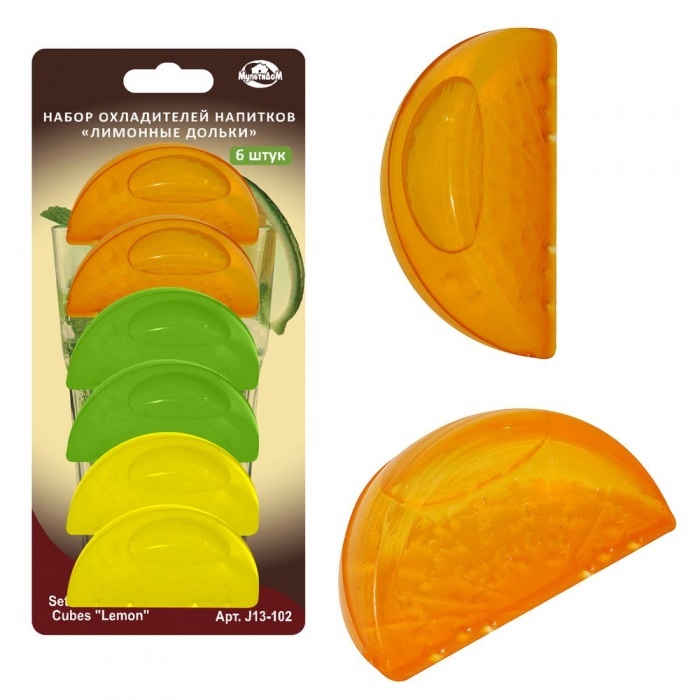 МУЛЬТИДОМ
НАБОР ОХЛАДИТЕЛЕЙ НАПИТКОВ
«ЛИМОННЫЕ ДОЛЬКИ»
6 штук
Set
Cubes "Lemon"
Арт. J13-102